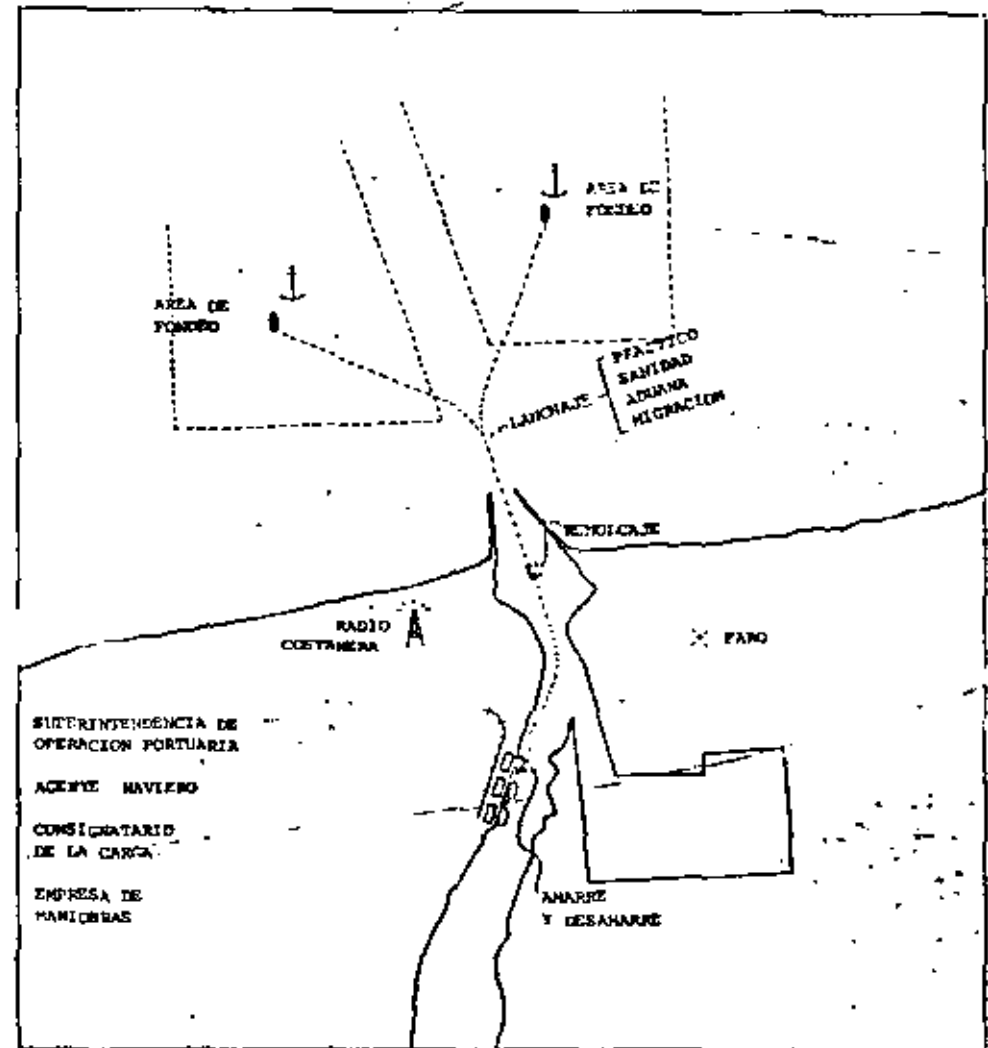 AREA DE
FONDEO
AREA DE
FONDEO
LANCHAJE
PRACTICO
SANIDAD
ADUANA
MIGRACION
REMOLCAJE
RADIO
COSTANERA
FARO
SUPERINTENDENCIA DE
OPERACION PORTUARIA
AGENTE NAVIERO
CONSIGNATARIO
DE LA CARGA
EMPRESA DE
MANIOBRAS
AMARRE
Y DESAMARRE